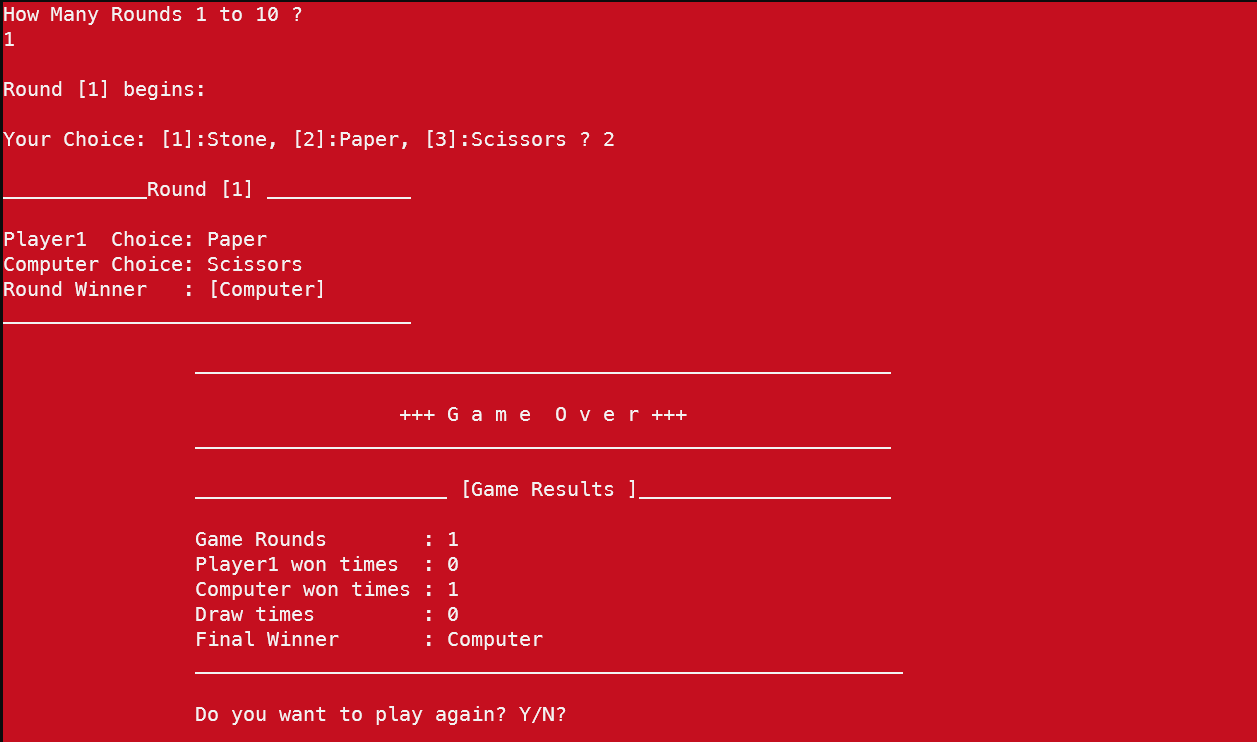 How Many Rounds 1 to 10 ?
1
Round [1] begins:
Your Choice: [1]:Stone, [2]:Paper, [3]:Scissors ? 2
____________Round [1] ____________
Player1  Choice: Paper
Computer Choice: Scissors
Round Winner   : [Computer]
__________________________________
__________________________________________________________
+++ G a m e  O v e r +++
__________________________________________________________
_____________________ [Game Results ]_____________________
Game Rounds        : 1
Player1 won times  : 0
Computer won times : 1
Draw times         : 0
Final Winner       : Computer
___________________________________________________________
Do you want to play again? Y/N?